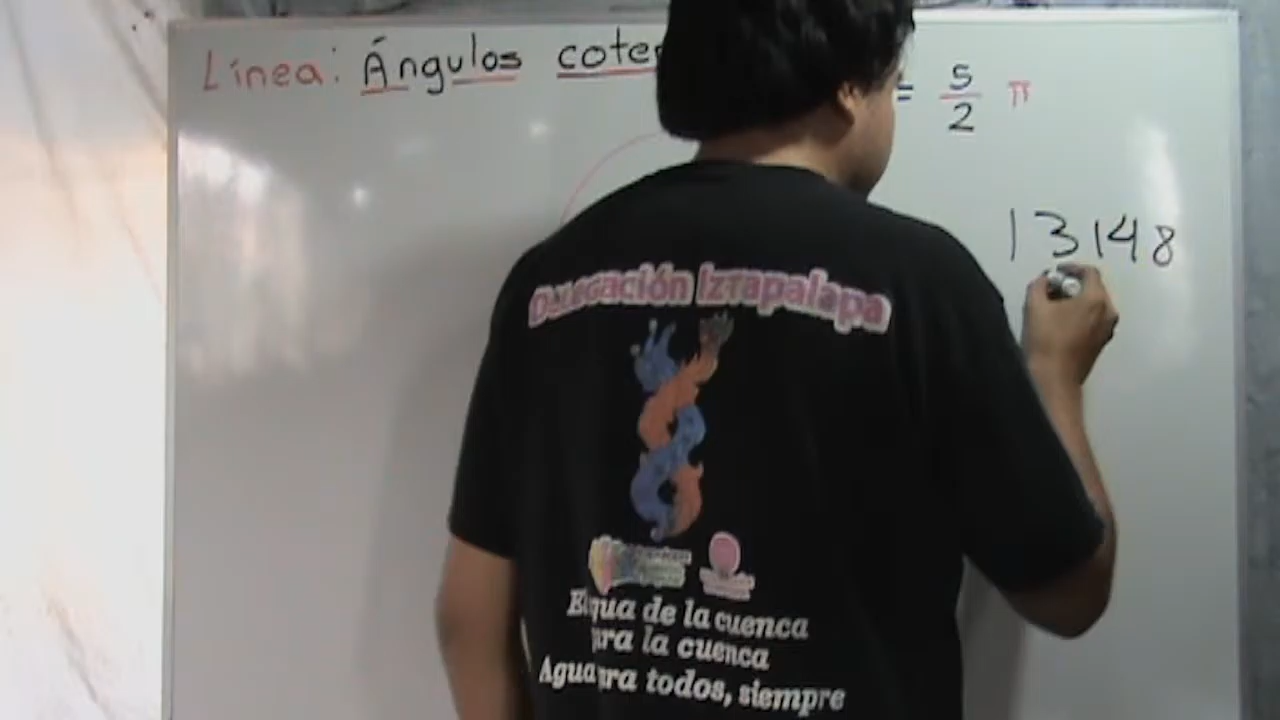 Línea: Ángulos coter
= 5/2 π
13148
Delegación Iztapalapa
El agua de la cuenca
para la cuenca
Agua para todos, siempre